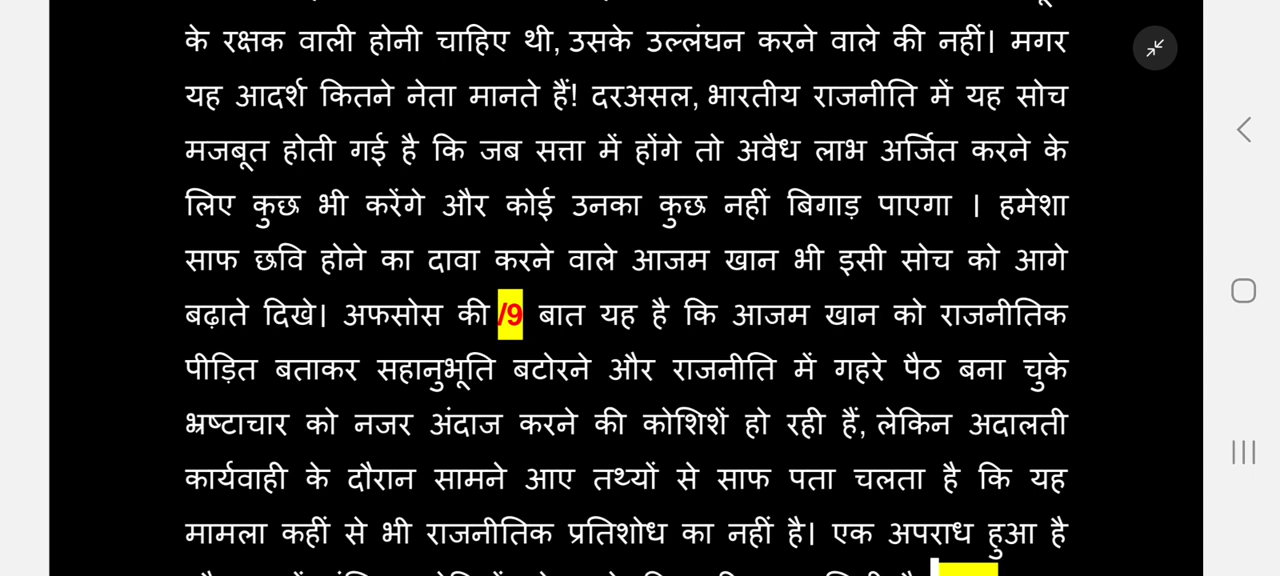 के रक्षक वाली होनी चाहिए थी, उसके उल्लंघन करने वाले की नहीं। मगर
यह आदर्श कितने नेता मानते हैं! दरअसल, भारतीय राजनीति में यह सोच
मजबूत होती गई है कि जब सत्ता में होंगे तो अवैध लाभ अर्जित करने के
लिए कुछ भी करेंगे और कोई उनका कुछ नहीं बिगाड़ पाएगा । हमेशा
साफ छवि होने का दावा करने वाले आजम खान भी इसी सोच को आगे
बढ़ाते दिखे। अफसोस की /9 बात यह है कि आजम खान को राजनीतिक
पीड़ित बताकर सहानुभूति बटोरने और राजनीति में गहरे पैठ बना चुके
भ्रष्टाचार को नजर अंदाज करने की कोशिशें हो रही हैं, लेकिन अदालती
कार्यवाही के दौरान सामने आए तथ्यों से साफ पता चलता है कि यह
मामला कहीं से भी राजनीतिक प्रतिशोध का नहीं है। एक अपराध हुआ है